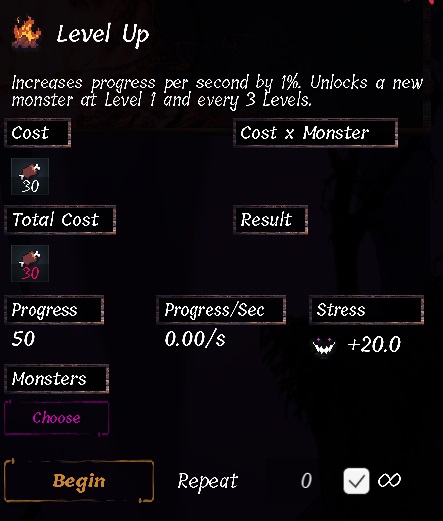 Level Up
Increases progress per second by 1%. Unlocks a new
monster at Level 1 and every 3 Levels.
Cost
Cost x Monster
30
Total Cost
Result
30
Progress
Progress/Sec
Stress
50
0.00/s
+20.0
Monsters
Choose
Begin
Repeat
0
∞